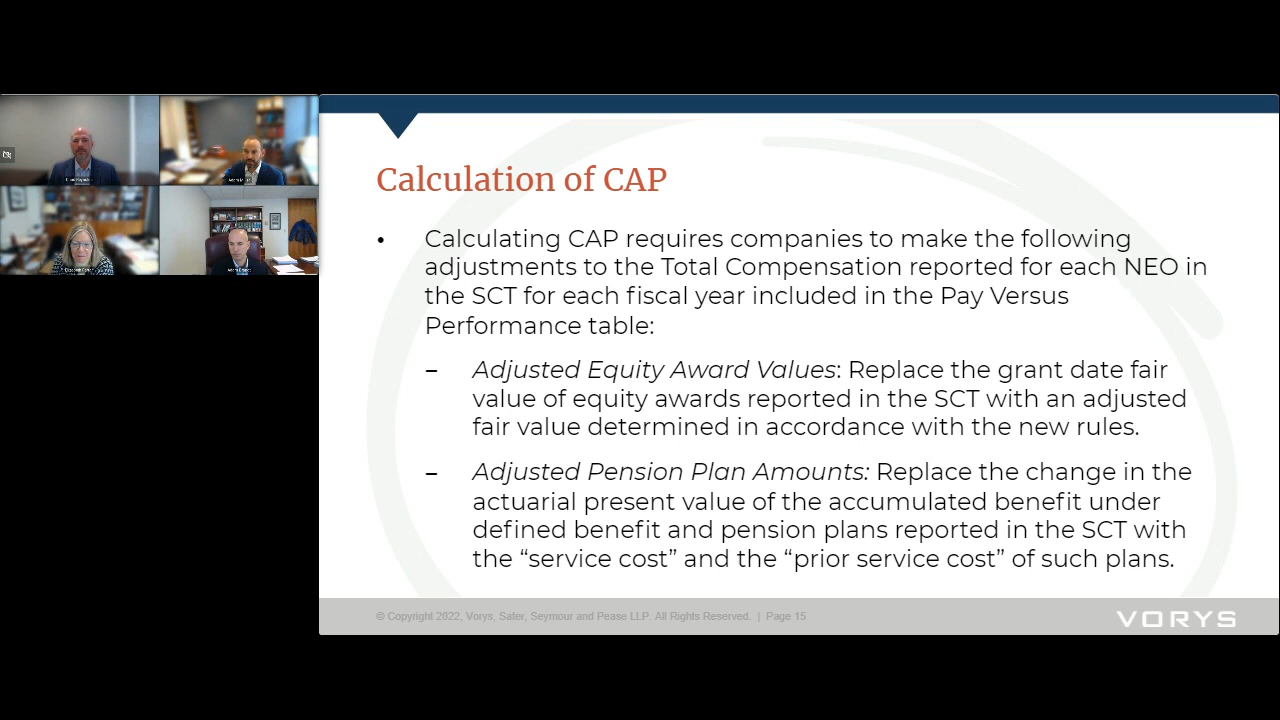 Calculation of CAP
• Calculating CAP requires companies to make the following
adjustments to the Total Compensation reported for each NEO in
the SCT for each fiscal year included in the Pay Versus
Performance table:
– Adjusted Equity Award Values: Replace the grant date fair
value of equity awards reported in the SCT with an adjusted
fair value determined in accordance with the new rules.
– Adjusted Pension Plan Amounts: Replace the change in the
actuarial present value of the accumulated benefit under
defined benefit and pension plans reported in the SCT with
the “service cost” and the “prior service cost” of such plans.
© Copyright 2022, Vorys, Sater, Seymour and Pease LLP. All Rights Reserved. | Page 15
VORYS